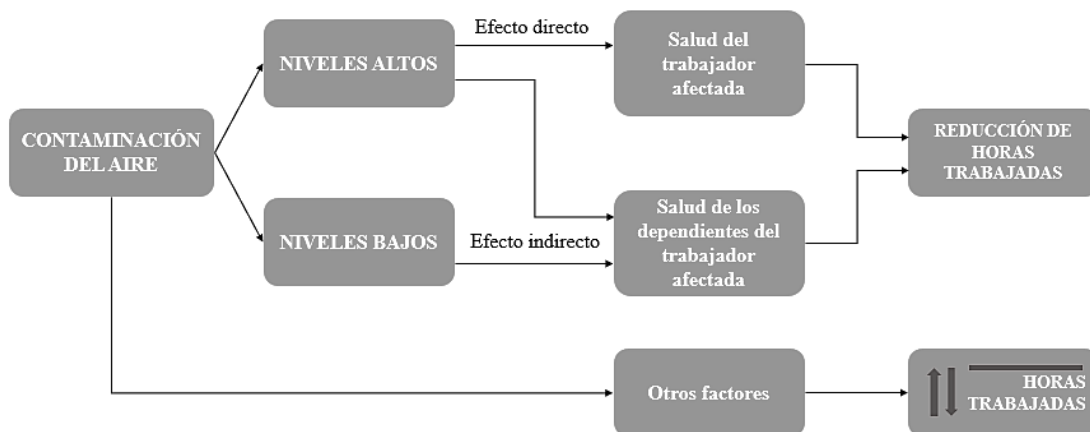 Efecto directo
NIVELES ALTOS
Salud del
trabajador
afectada
CONTAMINACIÓN
DEL AIRE
REDUCCIÓN DE
HORAS
TRABAJADAS
NIVELES BAJOS
Efecto indirecto
Salud de los
dependientes del
trabajador
afectada
Otros factores
HORAS
TRABAJADAS